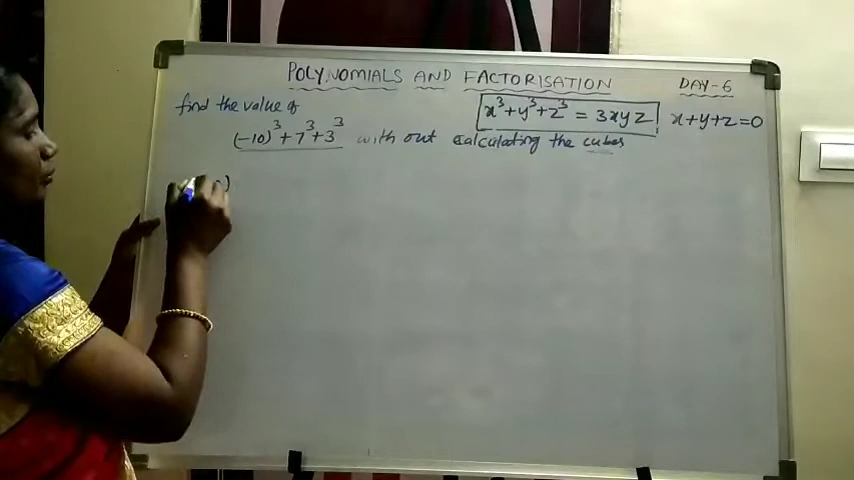 POLYNOMIALS AND FACTORISATION DAY-6
find the value of
x³+y³+z³ = 3xyz x+y+z=0
(-10)³+7³+3³ with out calculating the cubes